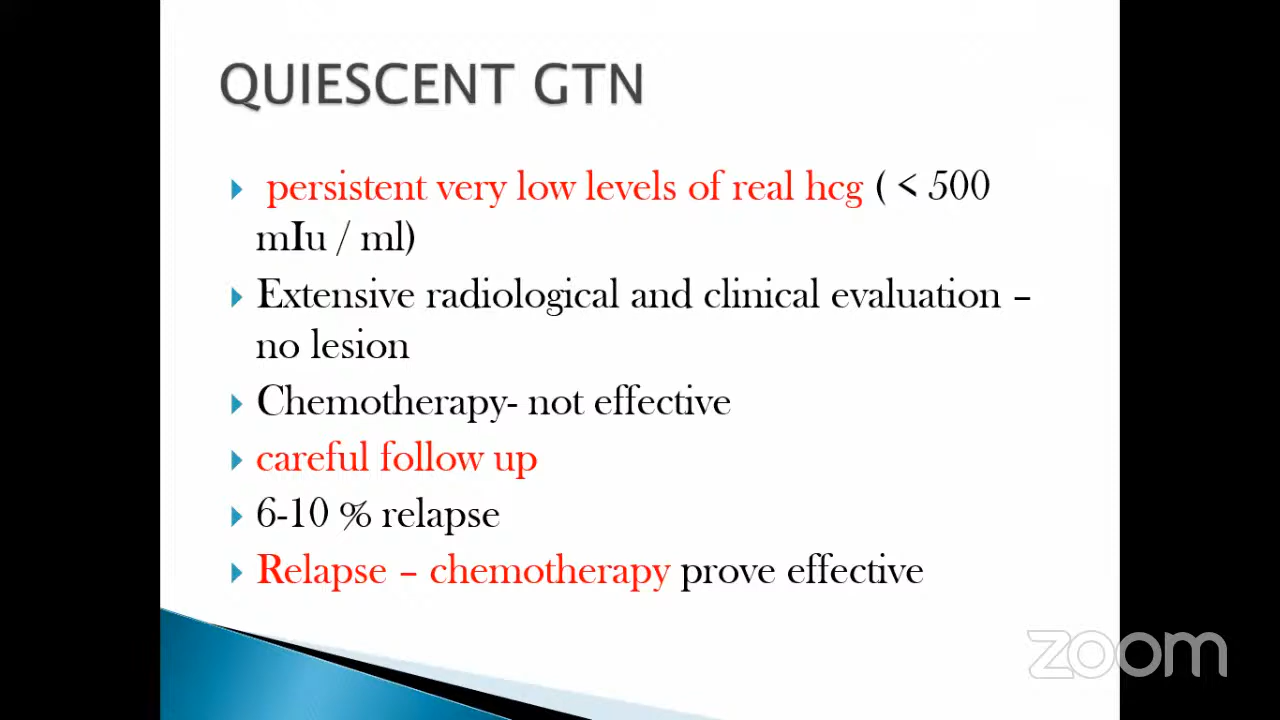 QUIESCENT GTN
persistent very low levels of real hcg ( < 500
mIu / ml)
Extensive radiological and clinical evaluation –
no lesion
Chemotherapy- not effective
careful follow up
6-10 % relapse
Relapse – chemotherapy prove effective
zoom